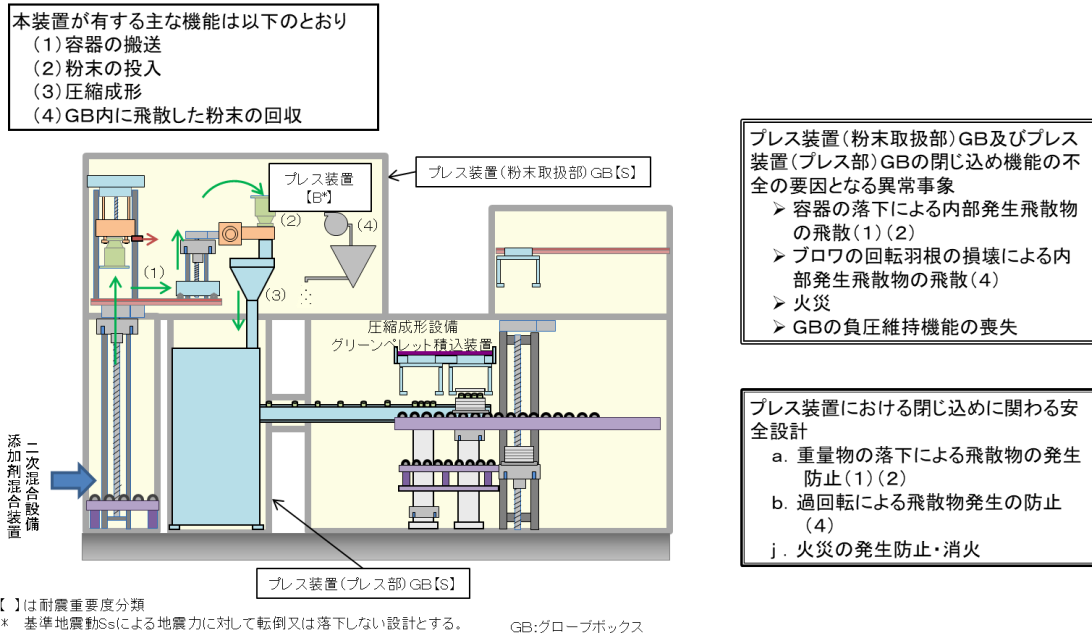 本装置が有する主な機能は以下のとおり
(1)容器の搬送
(2)粉末の投入
(3)圧縮成形
(4)GB内に飛散した粉末の回収
プレス装置(粉末取扱部)GB【S】
プレス装置
【B*】
(2)
(4)
(1)
(3)
圧縮成形設備
グリーンペレット積込装置
二次混合設備
添加剤混合装置
プレス装置(プレス部)GB【S】
プレス装置(粉末取扱部)GB及びプレス
装置(プレス部)GBの閉じ込め機能の不
全の要因となる異常事象
➢ 容器の落下による内部発生飛散物
の飛散(1)(2)
➢ ブロワの回転羽根の損壊による内
部発生飛散物の飛散(4)
➢ 火災
➢ GBの負圧維持機能の喪失
プレス装置における閉じ込めに関わる安
全設計
a. 重量物の落下による飛散物の発生
防止(1)(2)
b. 過回転による飛散物発生の防止
(4)
j. 火災の発生防止・消火
【 】は耐震重要度分類
* 基準地震動Ssによる地震力に対して転倒又は落下しない設計とする。
GB:グローブボックス